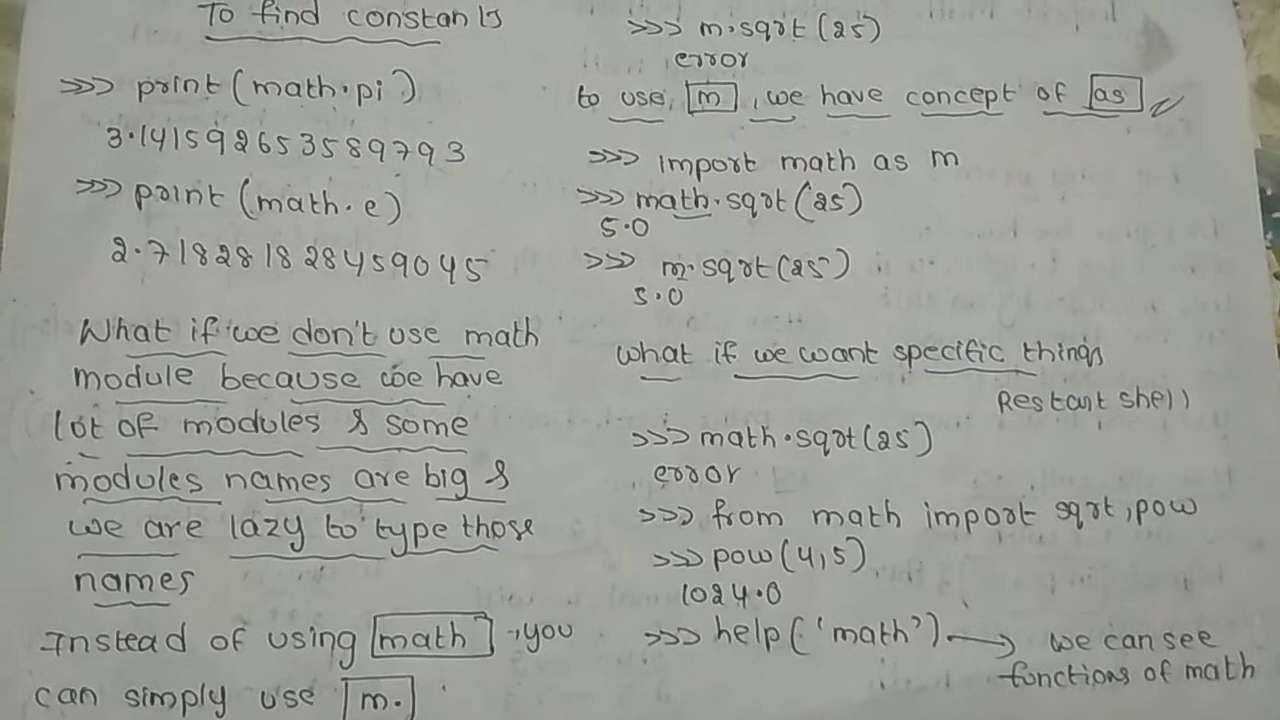 To find constants
>>> print(math.pi)
3.141592653589793
>>> print(math.e)
2.718281828459045
What if we don't use math
module because we have
lot of modules & some
modules names are big &
we are lazy to type those
names
Instead of using math, you
can simply use m.
>>> m.sqrt(25)
error
to use, m, we have concept of as
>>> import math as m
>>> math.sqrt(25)
5.0
>>> m.sqrt(25)
5.0
what if we want specific things
Restart shell
>>> math.sqrt(25)
error
>>> from math import sqrt, pow
>>> pow(4,5)
1024.0
>>> help('math') → we can see
functions of math